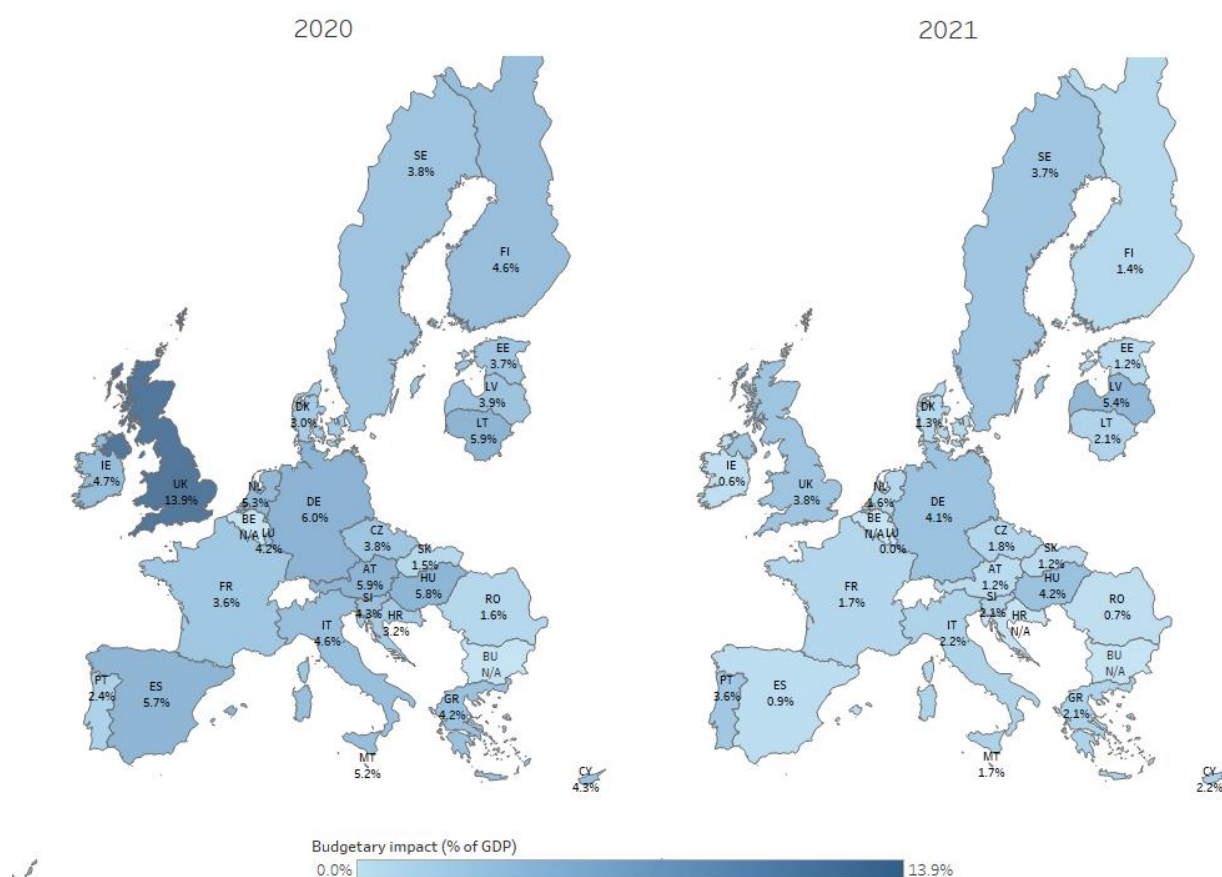 2020
2021
SE
3.8%
FI
4.6%
EE
3.7%
LV
3.9%
LT
5.9%
DK
3.0%
IE
4.7%
UK
13.9%
NL
5.3%
BE
N/A
LU
4.2%
DE
6.0%
CZ
3.8%
SK
1.5%
AT
5.9%
HU
5.8%
SI
4.3%
HR
3.2%
RO
1.6%
FR
3.6%
IT
4.6%
BU
N/A
PT
2.4%
ES
5.7%
GR
4.2%
MT
5.2%
CY
4.3%
SE
3.7%
FI
1.4%
EE
1.2%
LV
5.4%
LT
2.1%
DK
1.3%
IE
0.6%
UK
3.8%
NL
1.6%
BE
N/A
LU
0.0%
DE
4.1%
CZ
1.8%
SK
1.2%
AT
1.2%
HU
4.2%
SI
2.1%
HR
N/A
RO
0.7%
FR
1.7%
IT
2.2%
BU
N/A
PT
3.6%
ES
0.9%
GR
2.1%
MT
1.7%
CY
2.2%
Budgetary impact (% of GDP)
0.0%
13.9%